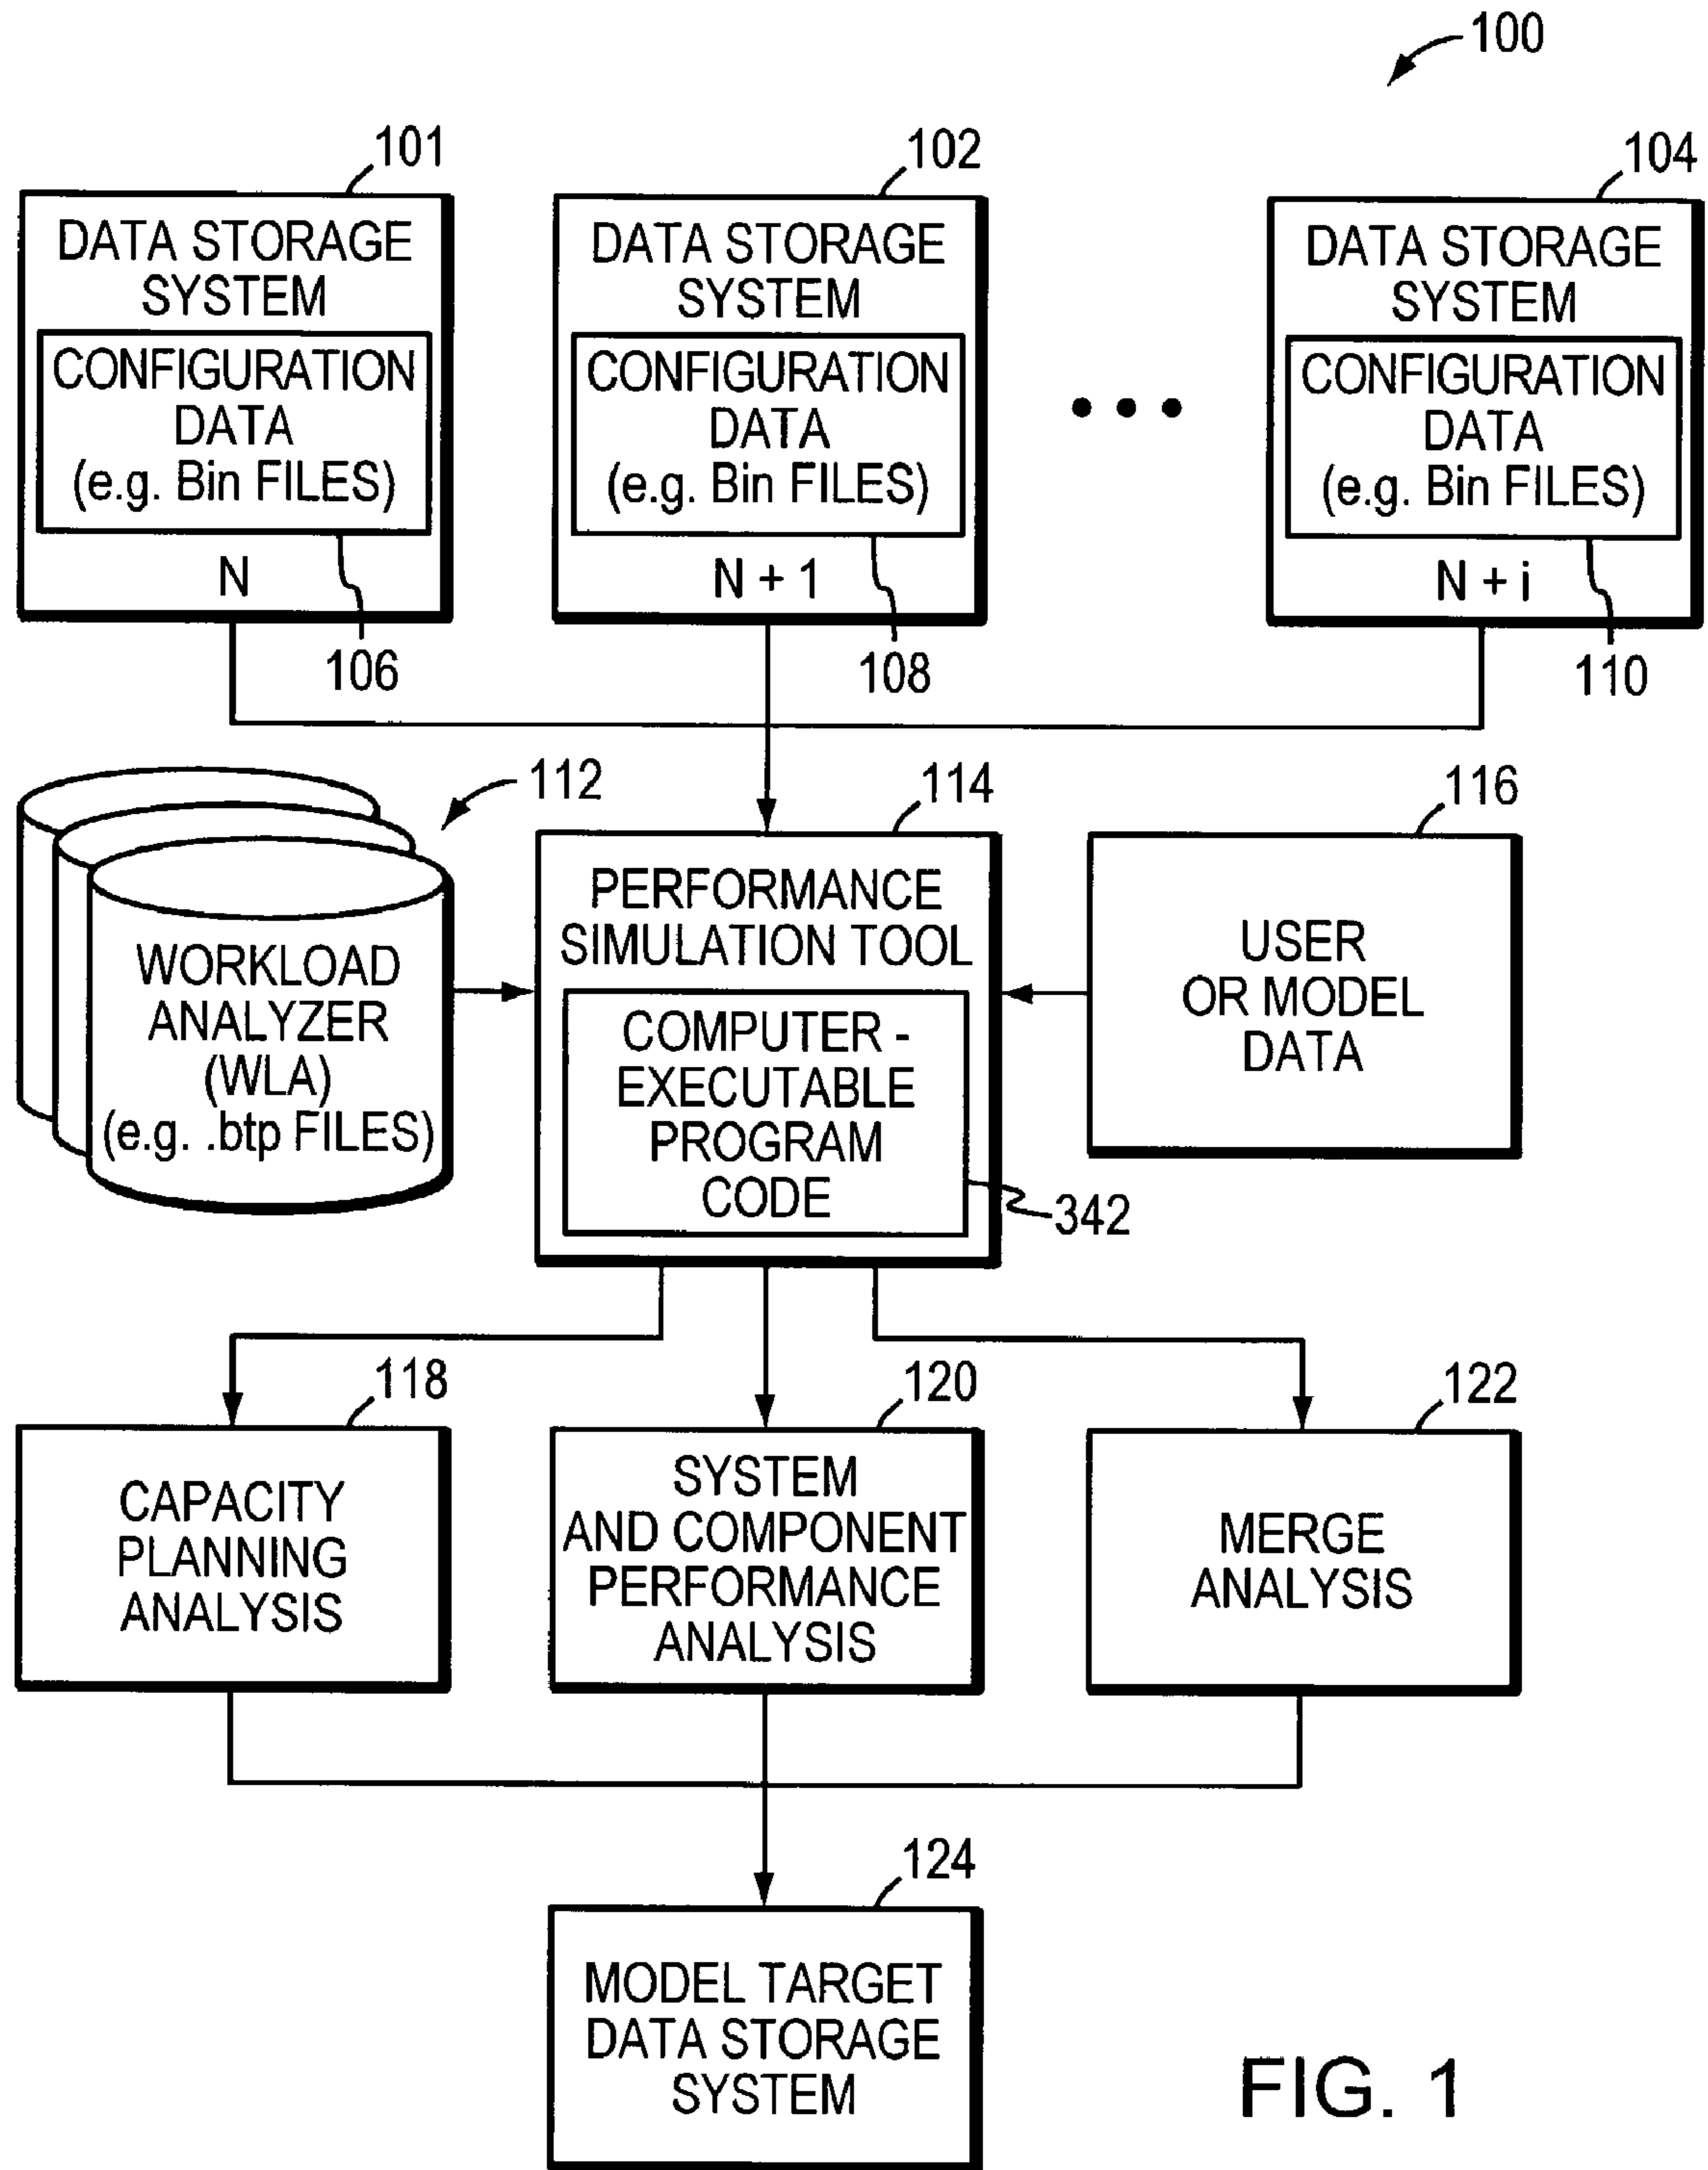 100
101
102
104
DATA STORAGE
SYSTEM
CONFIGURATION
DATA
(e.g. Bin FILES)
N
106
DATA STORAGE
SYSTEM
CONFIGURATION
DATA
(e.g. Bin FILES)
N + 1
108
DATA STORAGE
SYSTEM
CONFIGURATION
DATA
(e.g. Bin FILES)
N + i
110
112
WORKLOAD
ANALYZER
(WLA)
(e.g. .btp FILES)
114
PERFORMANCE
SIMULATION TOOL
COMPUTER -
EXECUTABLE
PROGRAM
CODE
342
116
USER
OR MODEL
DATA
118
CAPACITY
PLANNING
ANALYSIS
120
SYSTEM
AND COMPONENT
PERFORMANCE
ANALYSIS
122
MERGE
ANALYSIS
124
MODEL TARGET
DATA STORAGE
SYSTEM
FIG. 1